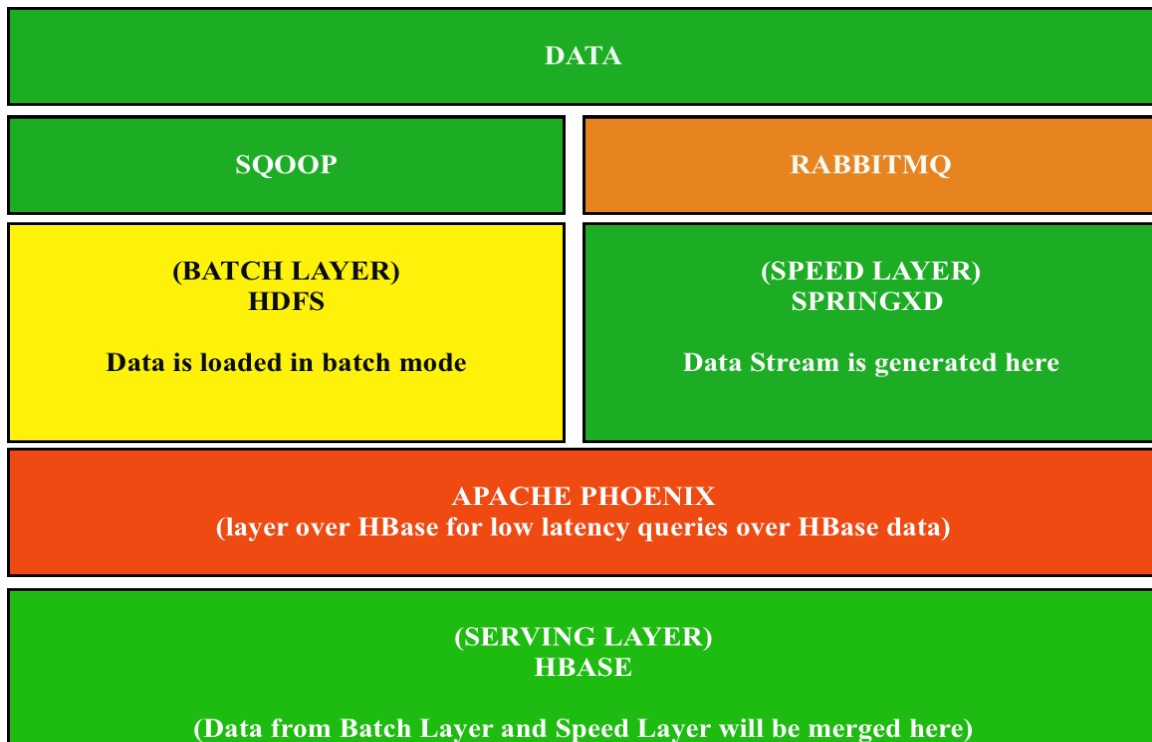 DATA
SQOOP
RABBITMQ
(BATCH LAYER)
HDFS
Data is loaded in batch mode
(SPEED LAYER)
SPRINGXD
Data Stream is generated here
APACHE PHOENIX
(layer over HBase for low latency queries over HBase data)
(SERVING LAYER)
HBASE
(Data from Batch Layer and Speed Layer will be merged here)